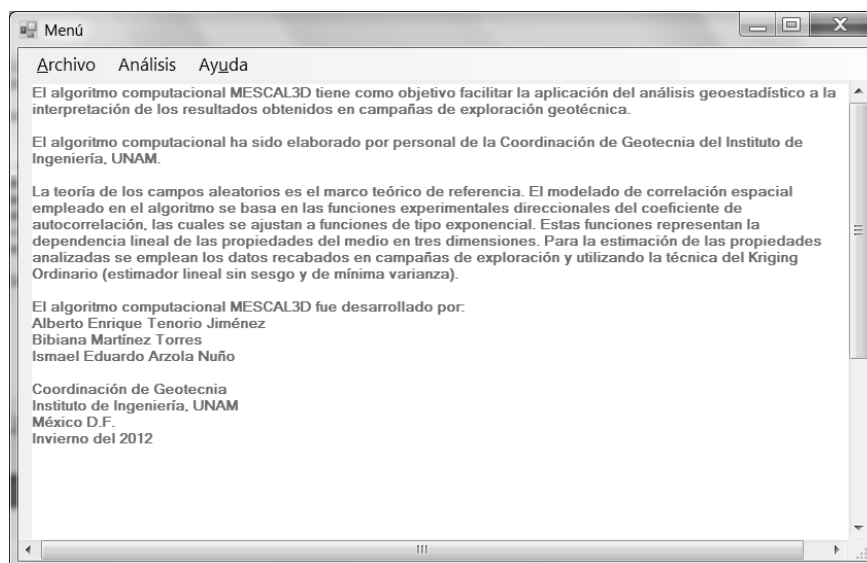 Menú
Archivo Análisis Ayuda
El algoritmo computacional MESCAL3D tiene como objetivo facilitar la aplicación del análisis geoestadístico a la
interpretación de los resultados obtenidos en campañas de exploración geotécnica.
El algoritmo computacional ha sido elaborado por personal de la Coordinación de Geotecnia del Instituto de
Ingeniería, UNAM.
La teoría de los campos aleatorios es el marco teórico de referencia. El modelado de correlación espacial
empleado en el algoritmo se basa en las funciones experimentales direccionales del coeficiente de
autocorrelación, las cuales se ajustan a funciones de tipo exponencial. Estas funciones representan la
dependencia lineal de las propiedades del medio en tres dimensiones. Para la estimación de las propiedades
analizadas se emplean los datos recabados en campañas de exploración y utilizando la técnica del Kriging
Ordinario (estimador lineal sin sesgo y de mínima varianza).
El algoritmo computacional MESCAL3D fue desarrollado por:
Alberto Enrique Tenorio Jiménez
Bibiana Martínez Torres
Ismael Eduardo Arzola Nuño
Coordinación de Geotecnia
Instituto de Ingeniería, UNAM
México D.F.
Invierno del 2012